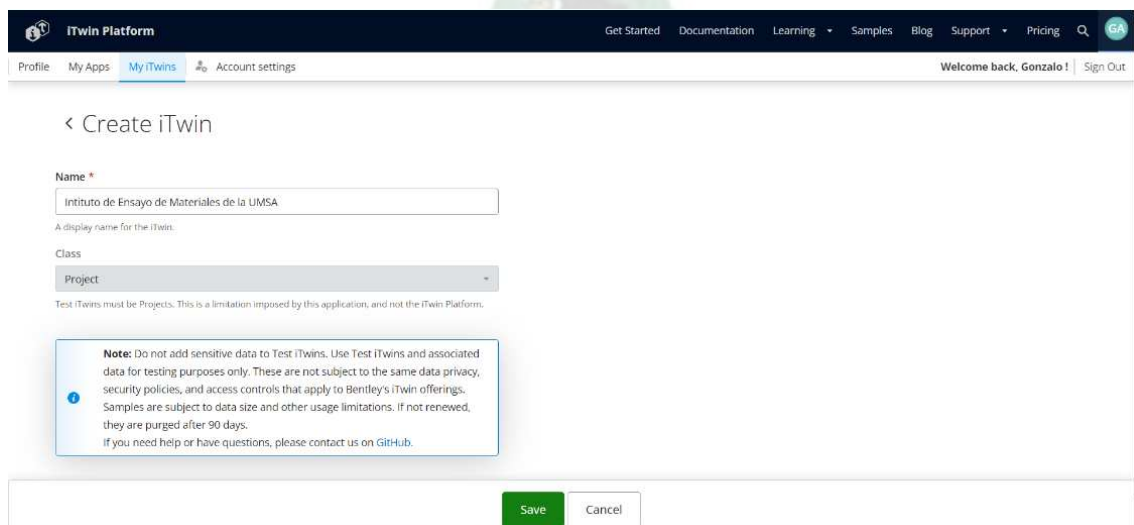 iTwin Platform
Get Started Documentation Learning Samples Blog Support Pricing GA
Profile My Apps My iTwins Account settings Welcome back, Gonzalo ! Sign Out
< Create iTwin
Name *
Intituto de Ensayo de Materiales de la UMSA
A display name for the iTwin.
Class
Project
Test iTwins must be Projects. This is a limitation imposed by this application, and not the iTwin Platform.
Note: Do not add sensitive data to Test iTwins. Use Test iTwins and associated
data for testing purposes only. These are not subject to the same data privacy,
security policies, and access controls that apply to Bentley's iTwin offerings.
Samples are subject to data size and other usage limitations. If not renewed,
they are purged after 90 days.
If you need help or have questions, please contact us on GitHub.
Save Cancel